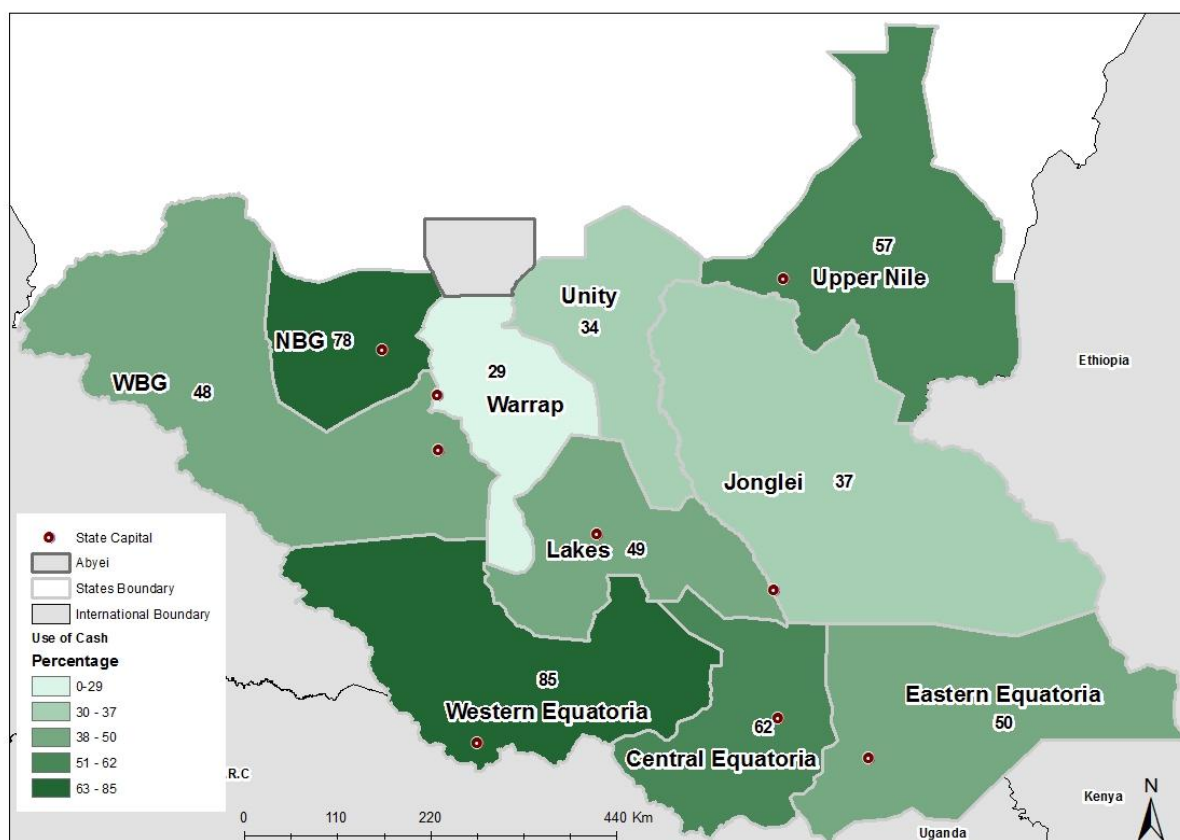 57
Upper Nile
Unity
34
NBG 78
Ethiopia
29
WBG
48
Warrap
Jonglei 37
Lakes 49
State Capital
Abyei
States Boundary
International Boundary
Use of Cash
Percentage
0-29
30 - 37
38 - 50
51 - 62
63 - 85
85
Western Equatoria
Eastern Equatoria
50
62
Central Equatoria
.R.C
Kenya
N
0 110 220 440 Km
Uganda